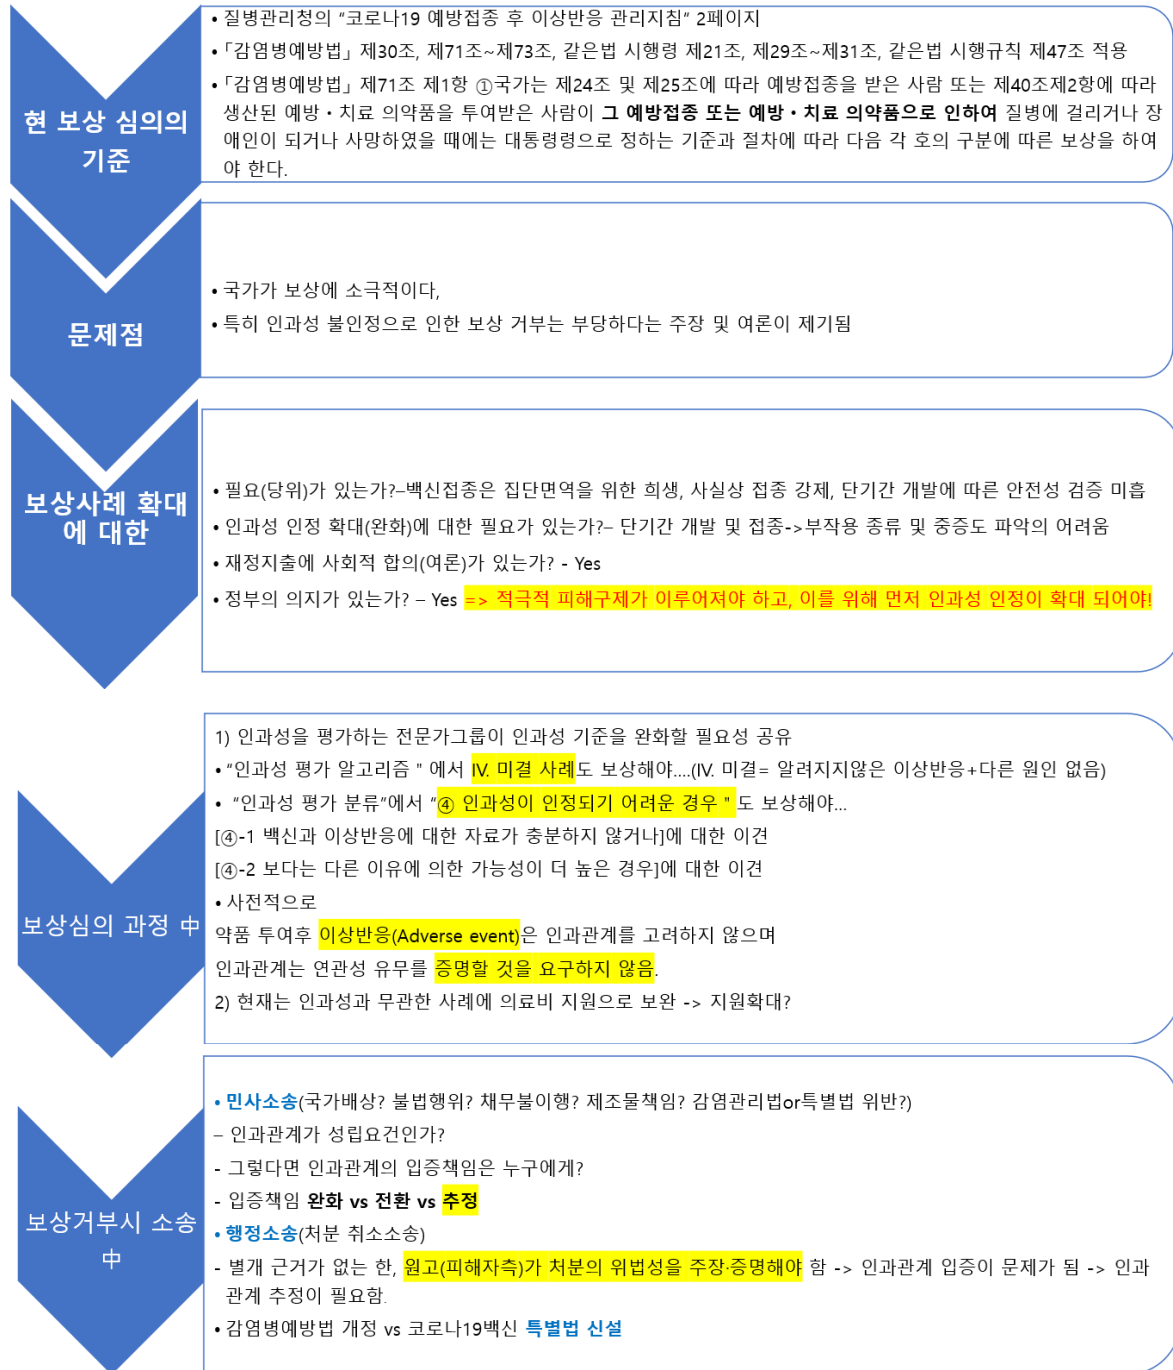 현 보상 심의의
기준
• 질병관리청의 "코로나19 예방접종 후 이상반응 관리지침" 2페이지
• 「감염병예방법」 제30조, 제71조~제73조, 같은법 시행령 제21조, 제29조~제31조, 같은법 시행규칙 제47조 적용
• 「감염병예방법」 제71조 제1항 ①국가는 제24조 및 제25조에 따라 예방접종을 받은 사람 또는 제40조제2항에 따라
생산된 예방・치료 의약품을 투여받은 사람이 그 예방접종 또는 예방・치료 의약품으로 인하여 질병에 걸리거나 장
애인이 되거나 사망하였을 때에는 대통령령으로 정하는 기준과 절차에 따라 다음 각 호의 구분에 따른 보상을 하여
야 한다.
문제점
• 국가가 보상에 소극적이다,
• 특히 인과성 불인정으로 인한 보상 거부는 부당하다는 주장 및 여론이 제기됨
보상사례 확대
에 대한
• 필요(당위)가 있는가?–백신접종은 집단면역을 위한 희생, 사실상 접종 강제, 단기간 개발에 따른 안전성 검증 미흡
• 인과성 인정 확대(완화)에 대한 필요가 있는가?– 단기간 개발 및 접종->부작용 종류 및 중증도 파악의 어려움
• 재정지출에 사회적 합의(여론)가 있는가? - Yes
• 정부의 의지가 있는가? – Yes => 적극적 피해구제가 이루어져야 하고, 이를 위해 먼저 인과성 인정이 확대 되어야!
보상심의 과정 中
1) 인과성을 평가하는 전문가그룹이 인과성 기준을 완화할 필요성 공유
• "인과성 평가 알고리즘 " 에서 IV. 미결 사례도 보상해야....(IV. 미결= 알려지지않은 이상반응+다른 원인 없음)
• "인과성 평가 분류"에서 "④ 인과성이 인정되기 어려운 경우 " 도 보상해야...
[④-1 백신과 이상반응에 대한 자료가 충분하지 않거나]에 대한 이견
[④-2 보다는 다른 이유에 의한 가능성이 더 높은 경우]에 대한 이견
• 사전적으로
약품 투여후 이상반응(Adverse event)은 인과관계를 고려하지 않으며
인과관계는 연관성 유무를 증명할 것을 요구하지 않음.
2) 현재는 인과성과 무관한 사례에 의료비 지원으로 보완 -> 지원확대?
보상거부시 소송
中
• 민사소송(국가배상? 불법행위? 채무불이행? 제조물책임? 감염관리법or특별법 위반?)
– 인과관계가 성립요건인가?
- 그렇다면 인과관계의 입증책임은 누구에게?
- 입증책임 완화 vs 전환 vs 추정
• 행정소송(처분 취소소송)
- 별개 근거가 없는 한, 원고(피해자측)가 처분의 위법성을 주장·증명해야 함 -> 인과관계 입증이 문제가 됨 -> 인과
관계 추정이 필요함.
• 감염병예방법 개정 vs 코로나19백신 특별법 신설